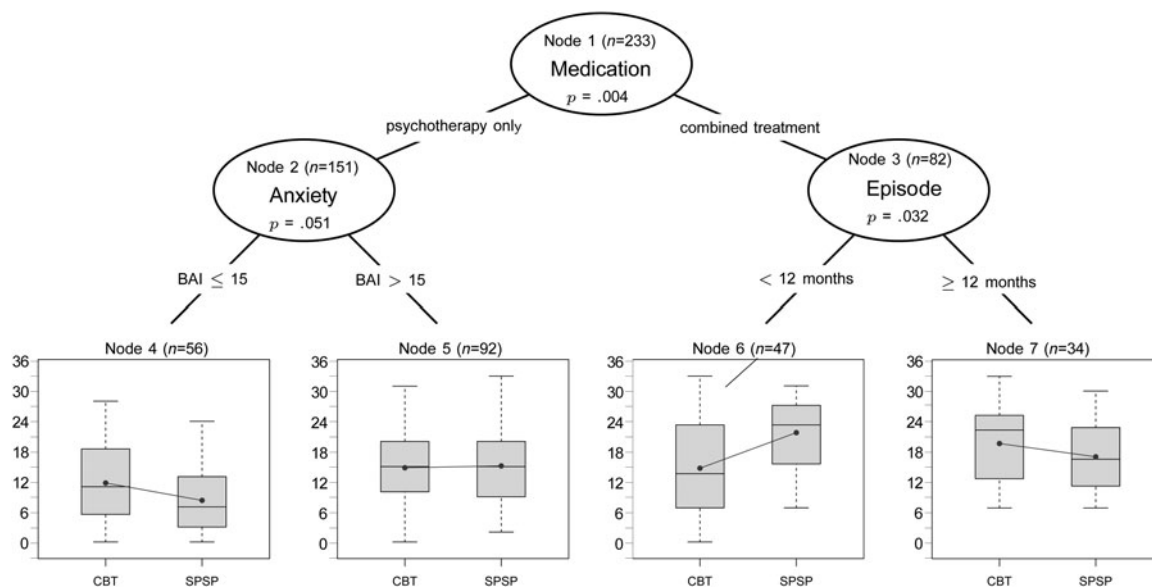 Node 1 (n=233)
Medication
p = .004
psychotherapy only
combined treatment
Node 2 (n=151)
Anxiety
p = .051
Node 3 (n=82)
Episode
p = .032
BAI ≤ 15
BAI > 15
< 12 months
≥ 12 months
Node 4 (n=56)
36
30
24
18
12
6
0
CBT
SPSP
Node 5 (n=92)
36
30
24
18
12
6
0
CBT
SPSP
Node 6 (n=47)
36
30
24
18
12
6
0
CBT
SPSP
Node 7 (n=34)
36
30
24
18
12
6
0
CBT
SPSP